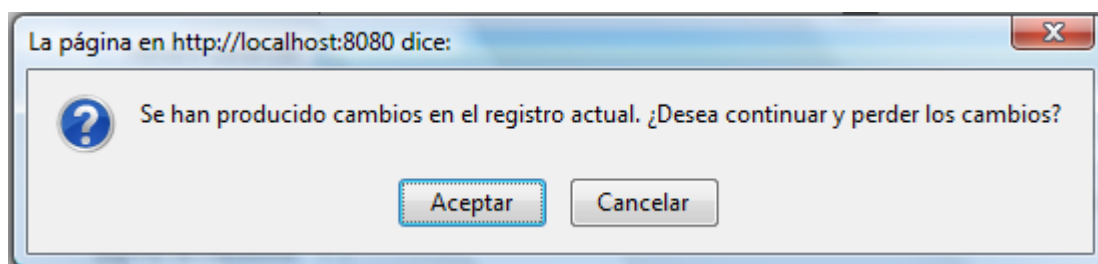 La página en http://localhost:8080 dice:
Se han producido cambios en el registro actual. ¿Desea continuar y perder los cambios?
Aceptar Cancelar